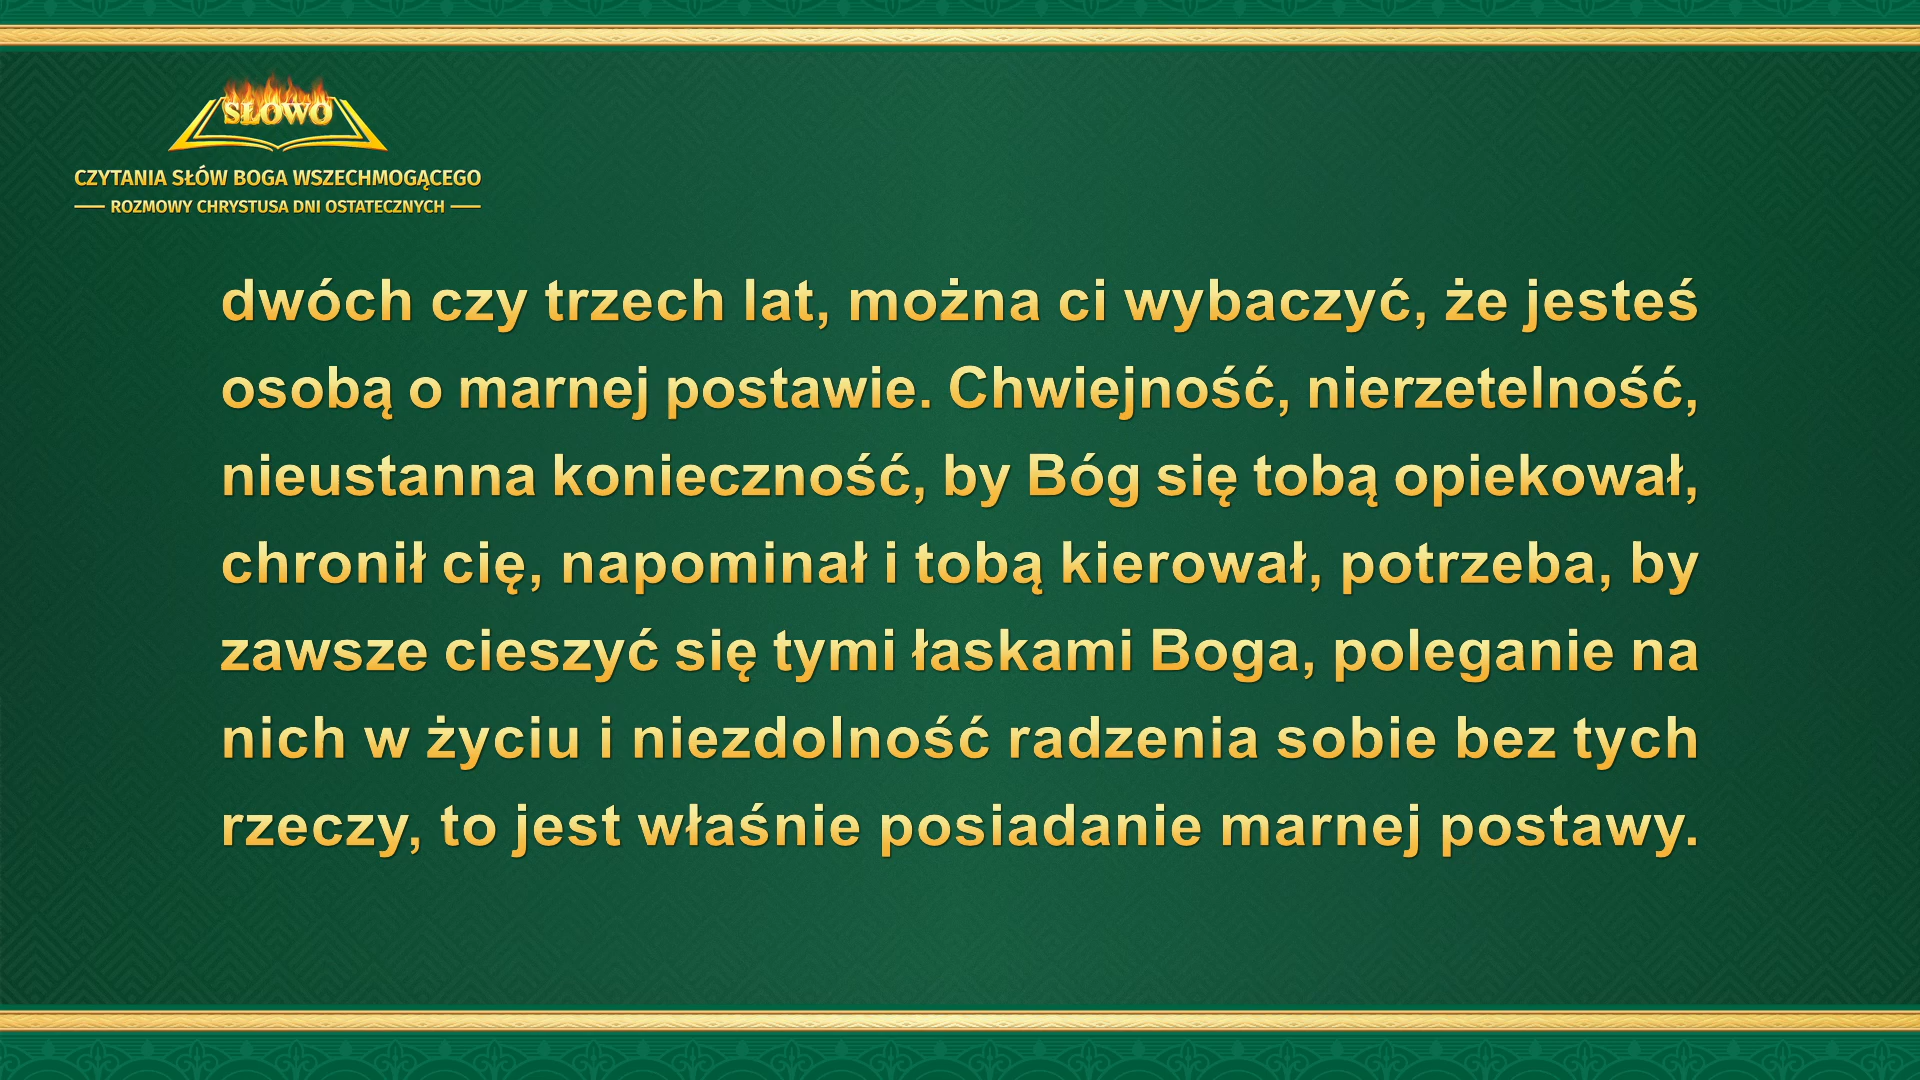 SŁOWO
CZYTANIA SŁÓW BOGA WSZECHMOGĄCEGO
ROZMOWY CHRYSTUSA DNI OSTATECZNYCH
dwóch czy trzech lat, można ci wybaczyć, że jesteś
osobą o marnej postawie. Chwiejność, nierzetelność,
nieustanna konieczność, by Bóg się tobą opiekował,
chronił cię, napominał i tobą kierował, potrzeba, by
zawsze cieszyć się tymi łaskami Boga, poleganie na
nich w życiu i niezdolność radzenia sobie bez tych
rzeczy, to jest właśnie posiadanie marnej postawy.